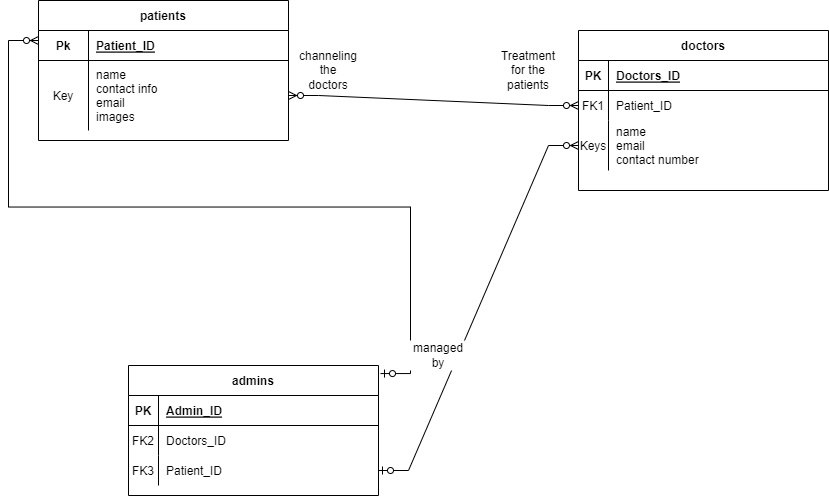 patients
Pk Patient_ID
Key
name
contact info
email
images
channeling
the
doctors
Treatment
for the
patients
doctors
PK Doctors_ID
FK1 Patient_ID
Keys
name
email
contact number
managed
by
admins
PK Admin_ID
FK2 Doctors_ID
FK3 Patient_ID